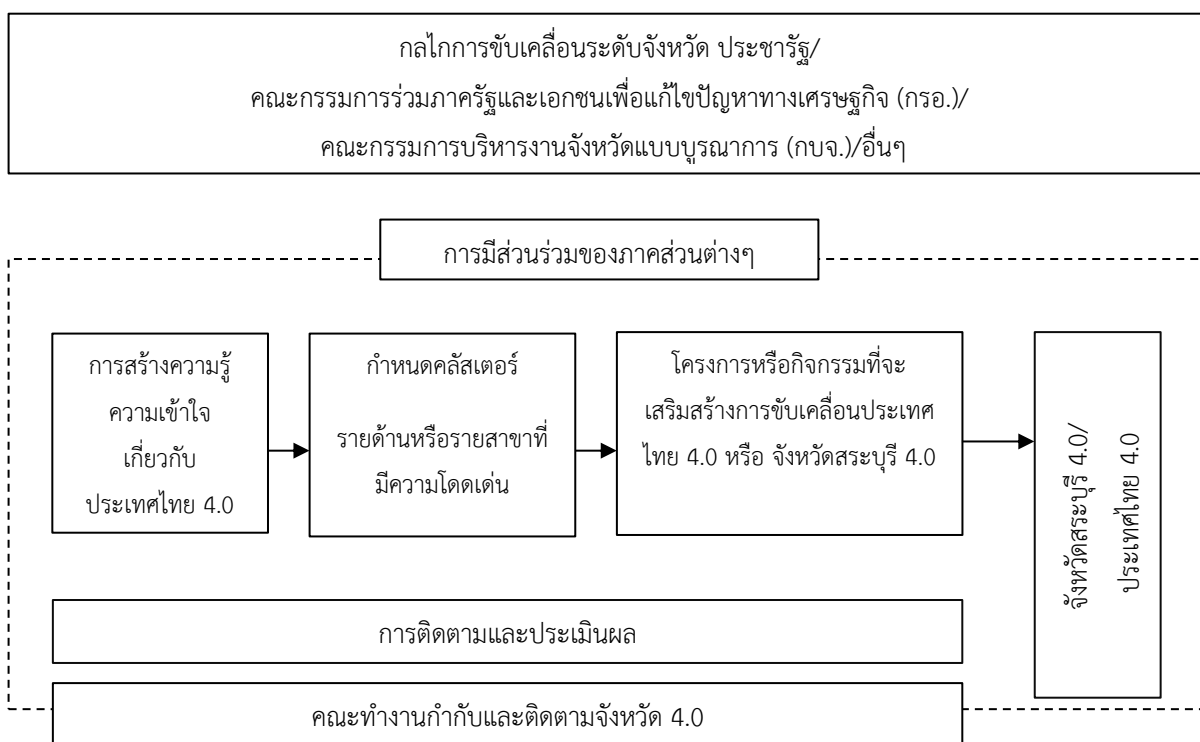 กลไกการขับเคลื่อนระดับจังหวัด ประชารัฐ/
คณะกรรมการร่วมภาครัฐและเอกชนเพื่อแก้ไขปัญหาทางเศรษฐกิจ (กรอ.)/
คณะกรรมการบริหารงานจังหวัดแบบบูรณาการ (กบจ.)/อื่นๆ
การมีส่วนร่วมของภาคส่วนต่างๆ
การสร้างความรู้
ความเข้าใจ
เกี่ยวกับ
ประเทศไทย 4.0
กำหนดคลัสเตอร์
รายด้านหรือรายสาขาที่
มีความโดดเด่น
โครงการหรือกิจกรรมที่จะ
เสริมสร้างการขับเคลื่อนประเทศ
ไทย 4.0 หรือ จังหวัดสระบุรี 4.0
จังหวัดสระบุรี 4.0/
ประเทศไทย 4.0
การติดตามและประเมินผล
คณะทำงานกำกับและติดตามจังหวัด 4.0